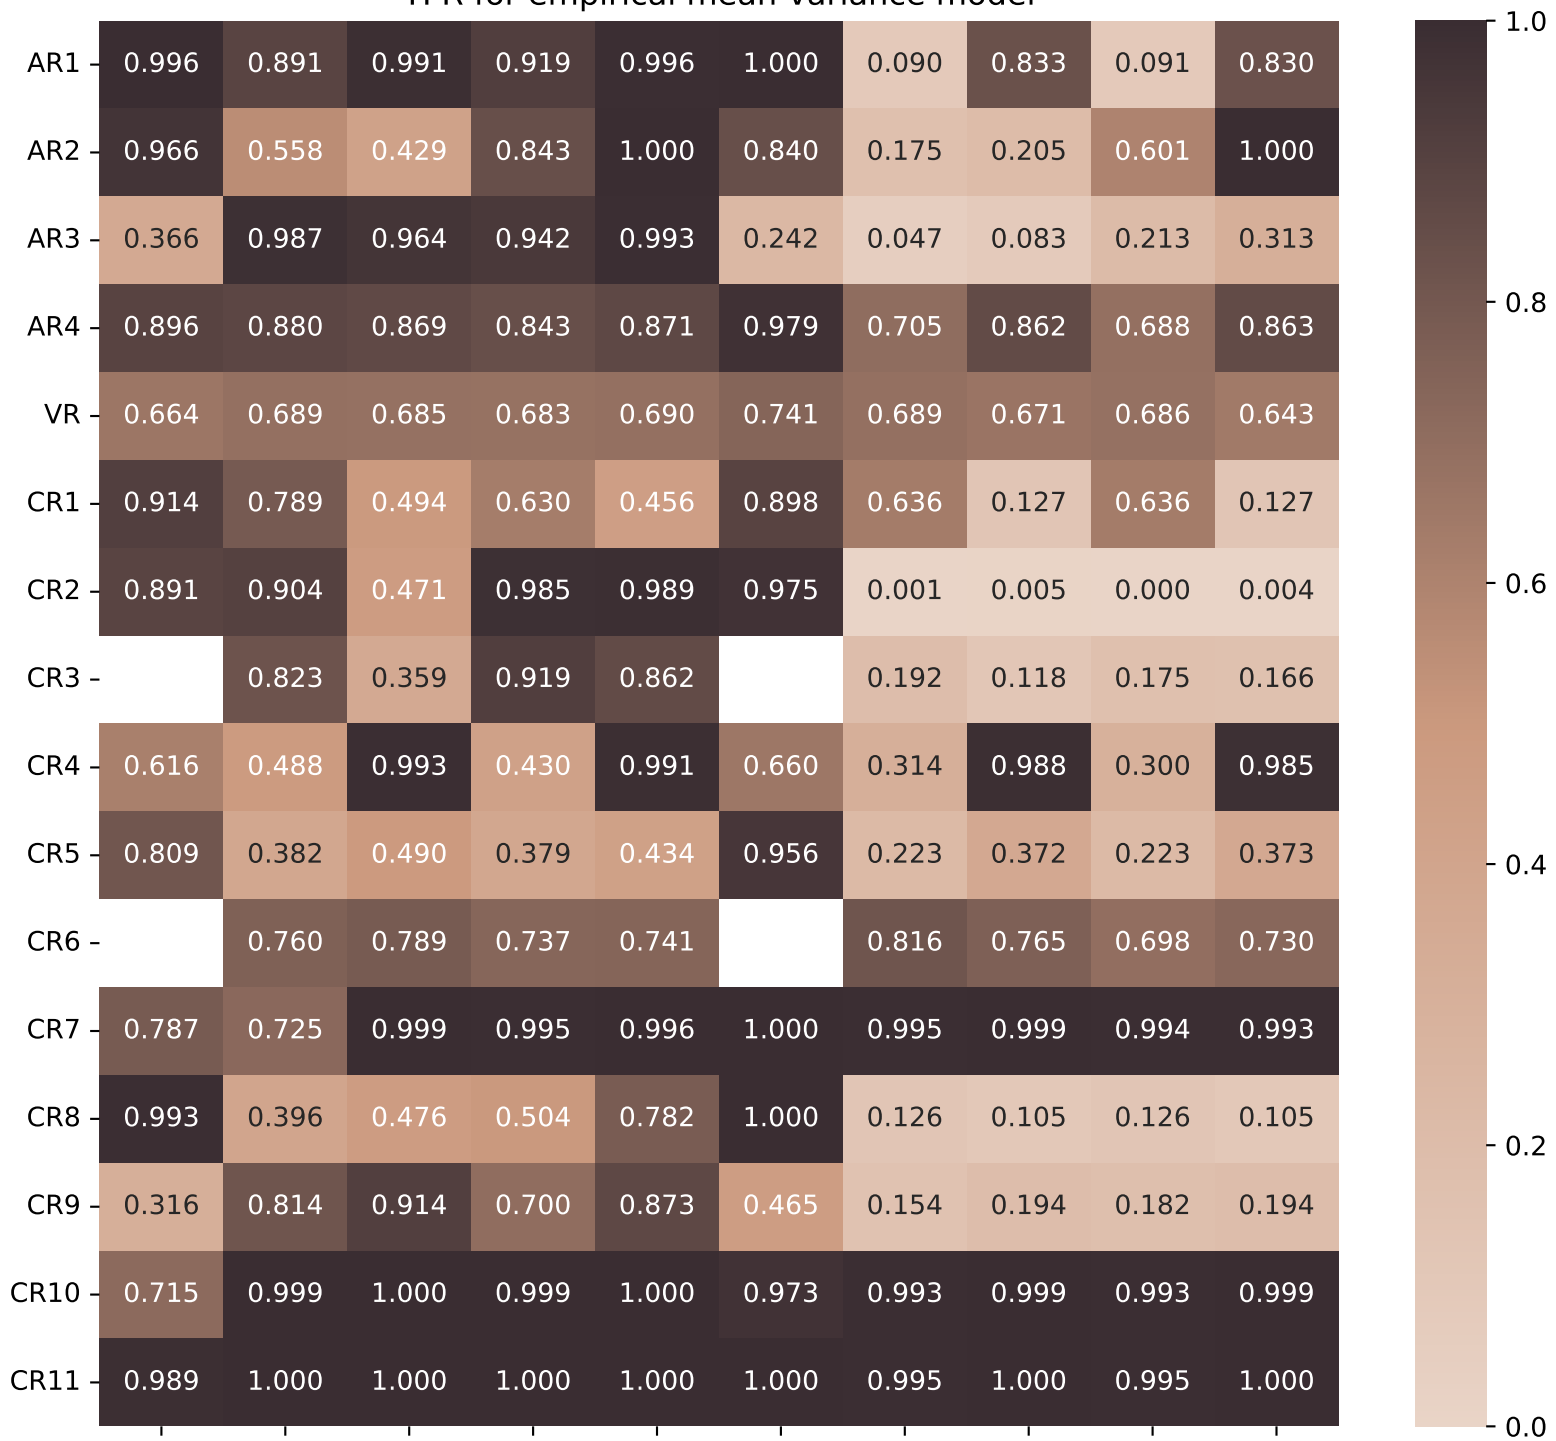 TPR for empirical mean-variance model
AR1 0.996 0.891 0.991 0.919 0.996 1.000 0.090 0.833 0.091 0.830
AR2 0.966 0.558 0.429 0.843 1.000 0.840 0.175 0.205 0.601 1.000
AR3 0.366 0.987 0.964 0.942 0.993 0.242 0.047 0.083 0.213 0.313
AR4 0.896 0.880 0.869 0.843 0.871 0.979 0.705 0.862 0.688 0.863
VR 0.664 0.689 0.685 0.683 0.690 0.741 0.689 0.671 0.686 0.643
CR1 0.914 0.789 0.494 0.630 0.456 0.898 0.636 0.127 0.636 0.127
CR2 0.891 0.904 0.471 0.985 0.989 0.975 0.001 0.005 0.000 0.004
CR3 0.823 0.359 0.919 0.862 0.192 0.118 0.175 0.166
CR4 0.616 0.488 0.993 0.430 0.991 0.660 0.314 0.988 0.300 0.985
CR5 0.809 0.382 0.490 0.379 0.434 0.956 0.223 0.372 0.223 0.373
CR6 0.760 0.789 0.737 0.741 0.816 0.765 0.698 0.730
CR7 0.787 0.725 0.999 0.995 0.996 1.000 0.995 0.999 0.994 0.993
CR8 0.993 0.396 0.476 0.504 0.782 1.000 0.126 0.105 0.126 0.105
CR9 0.316 0.814 0.914 0.700 0.873 0.465 0.154 0.194 0.182 0.194
CR10 0.715 0.999 1.000 0.999 1.000 0.973 0.993 0.999 0.993 0.999
CR11 0.989 1.000 1.000 1.000 1.000 1.000 0.995 1.000 0.995 1.000
1.0
0.8
0.6
0.4
0.2
0.0